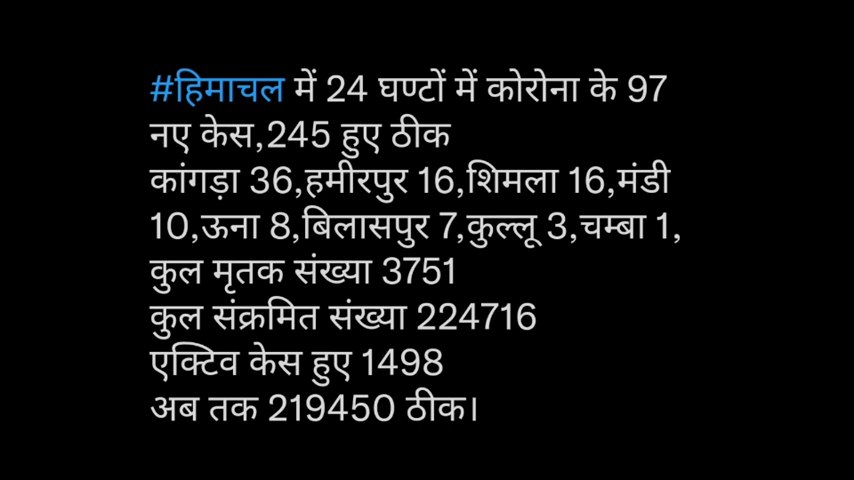 #हिमाचल में 24 घण्टों में कोरोना के 97
नए केस,245 हुए ठीक
कांगड़ा 36,हमीरपुर 16,शिमला 16,मंडी
10,ऊना 8,बिलासपुर 7,कुल्लू 3,चम्बा 1,
कुल मृतक संख्या 3751
कुल संक्रमित संख्या 224716
एक्टिव केस हुए 1498
अब तक 219450 ठीक।